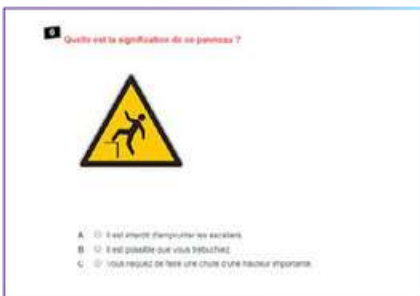 6
Quelle est la signification de ce panneau ?
A Il est interdit d'emprunter les escaliers.
B Il est possible que vous trébuchiez.
C Vous risquez de faire une chute d'une hauteur importante.